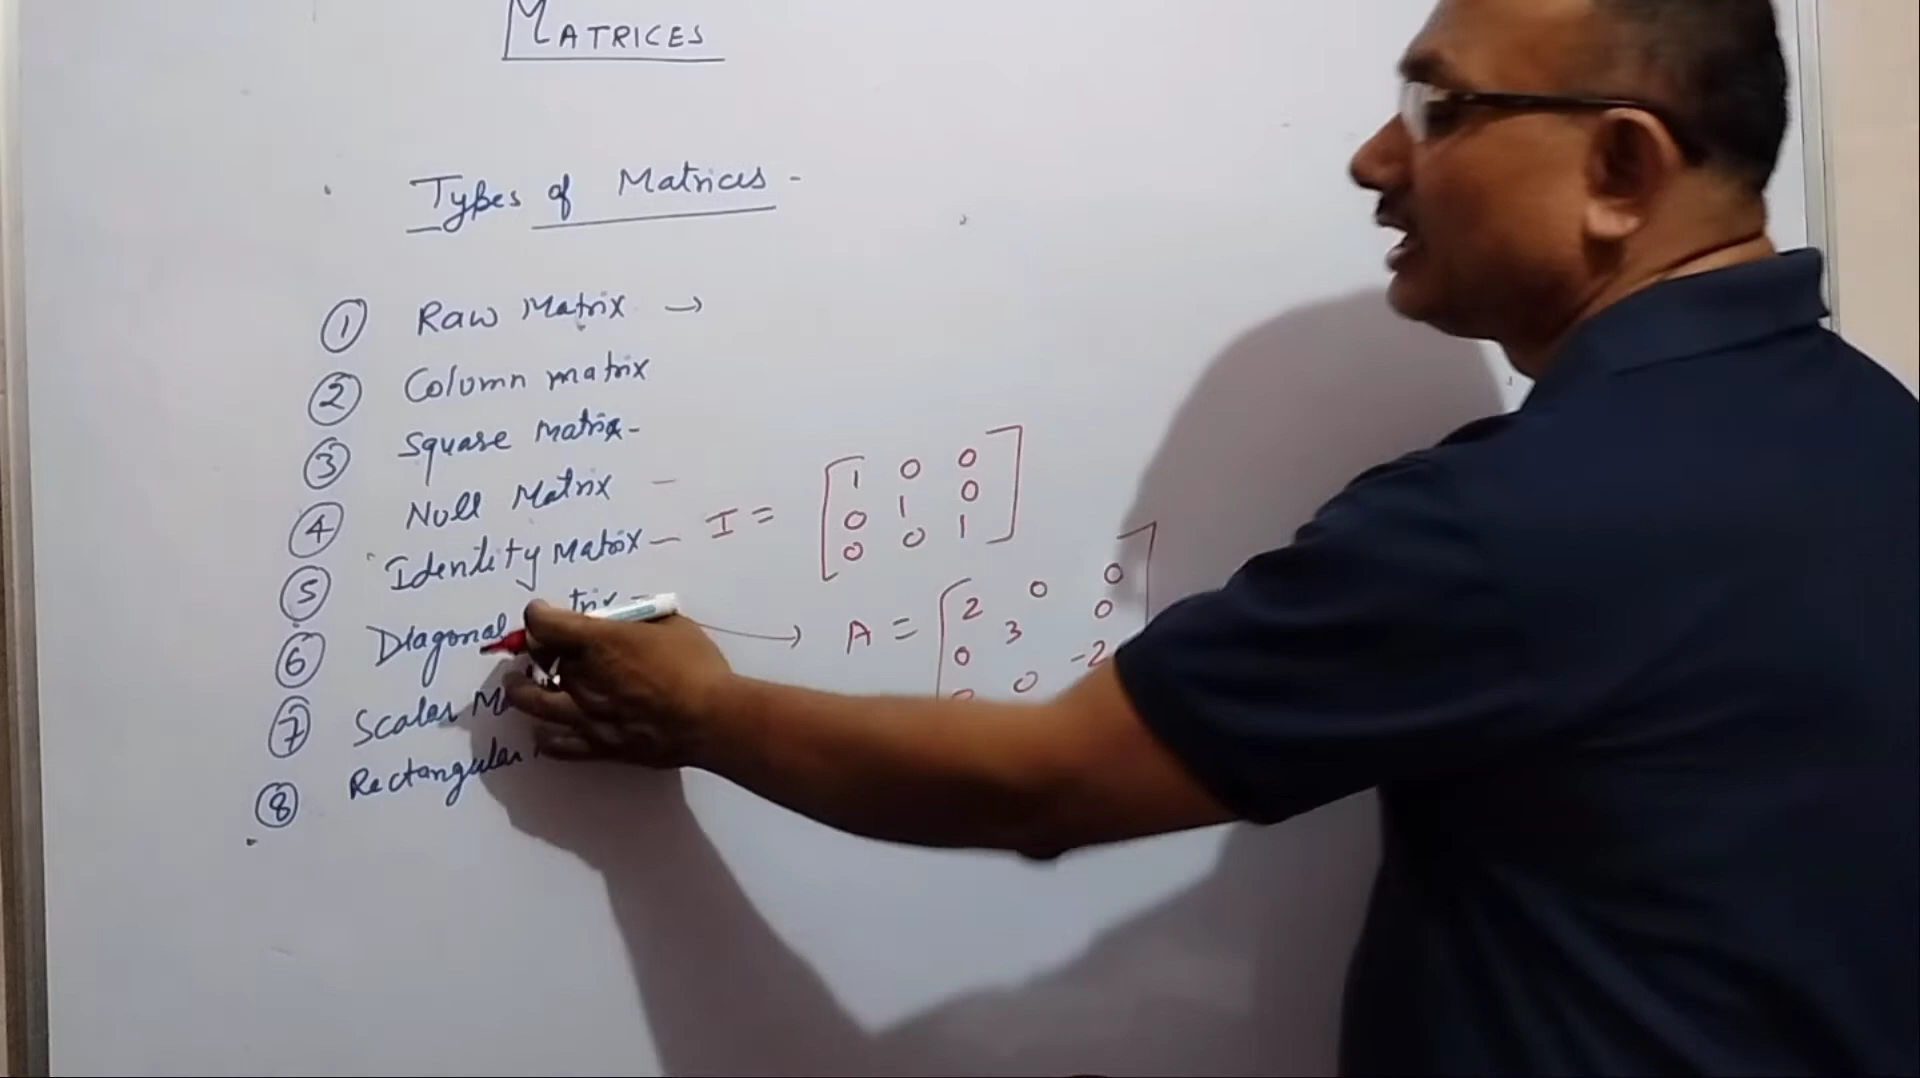 MATRICES
Types of Matrices -
① Raw Matrix →
② Column matrix
③ Square Matrix -
④ Null Matrix -
⑤ Identity Matrix - I = [1 0 0
0 1 0
0 0 1]
⑥ Diagonal → A = [2 0 0
0 3 0
0 -2
⑦ Scalar
⑧ Rectangular